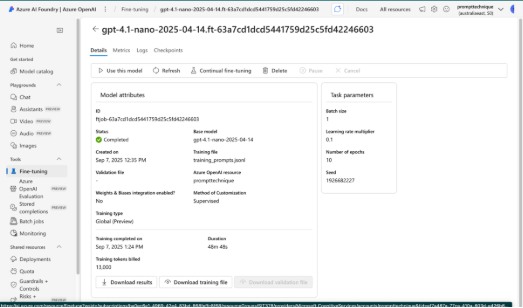 Azure AI Foundry | Azure OpenAI / Fine-tuning / gpt-4.1-nano-2025-04-14.ft-63a7cd1dcd5441759d25c5fd42246603
Docs All resources prompttechnique
(australiaeast, S0)
← gpt-4.1-nano-2025-04-14.ft-63a7cd1dcd5441759d25c5fd42246603
Details Metrics Logs Checkpoints
Use this model Refresh Continual fine-tuning Delete Pause Cancel
Home
Get started
Model catalog
Playgrounds
Chat
Assistants PREVIEW
Video PREVIEW
Audio PREVIEW
Images
Tools
Fine-tuning
Azure
OpenAI PREVIEW
Evaluation
Stored
completions PREVIEW
Batch jobs
Monitoring
Shared resources
Deployments
Quota
Guardrails +
Controls
Risks + PREVIEW
Model attributes
ID
ftjob-63a7cd1dcd5441759d25c5fd42246603
Status Base model
Completed gpt-4.1-nano-2025-04-14
Created on Training file
Sep 7, 2025 12:35 PM training_prompts.jsonl
Validation file Azure OpenAI resource
- prompttechnique
Weights & Biases integration enabled? Method of Customization
No Supervised
Training type
Global (Preview)
Training completed on Duration
Sep 7, 2025 1:24 PM 48m 48s
Training tokens billed
13,000
Download results Download training file Download validation file
Task parameters
Batch size
1
Learning rate multiplier
0.1
Number of epochs
10
Seed
1926682227